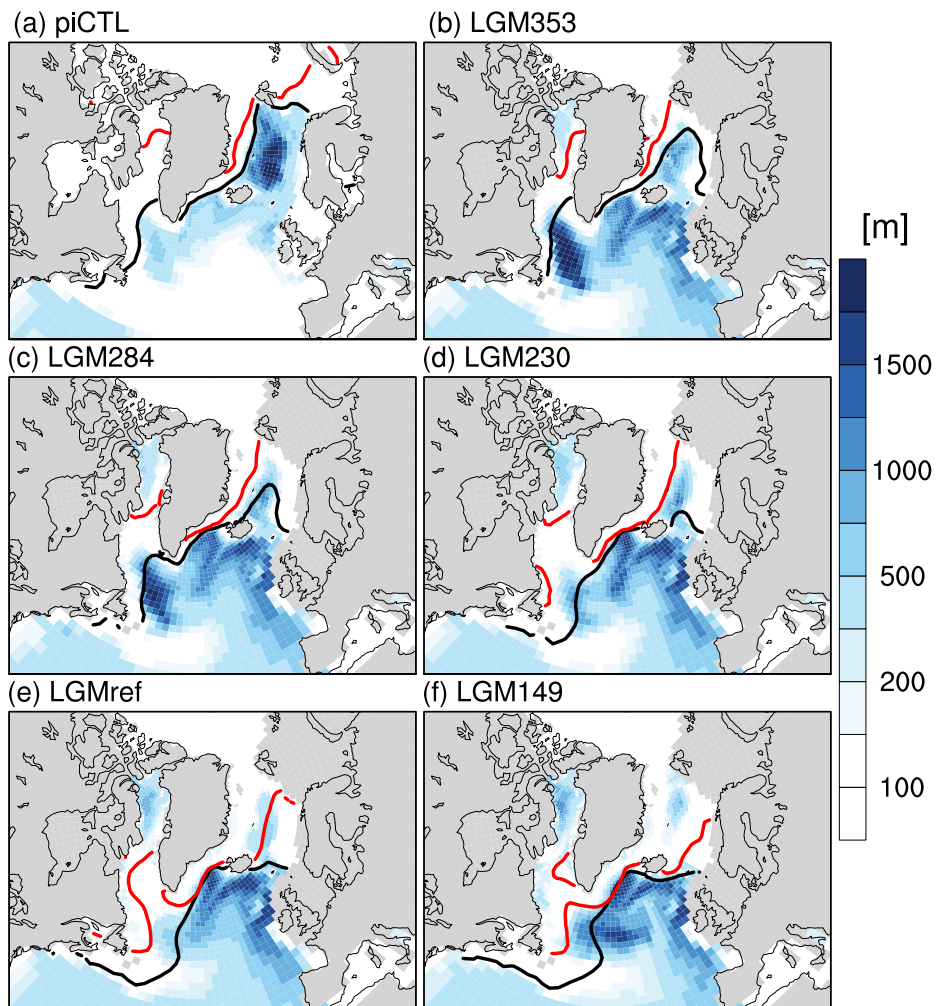 (a) piCTL
(b) LGM353
[m]
(c) LGM284
(d) LGM230
1500
1000
500
200
100
(e) LGMref
(f) LGM149